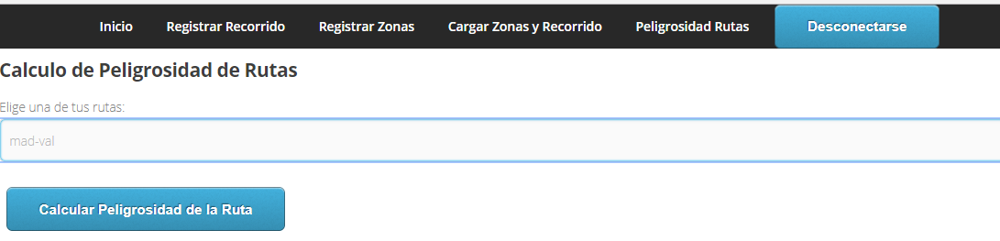 Inicio Registrar Recorrido Registrar Zonas Cargar Zonas y Recorrido Peligrosidad Rutas Desconectarse
Calculo de Peligrosidad de Rutas
Elige una de tus rutas:
mad-val
Calcular Peligrosidad de la Ruta